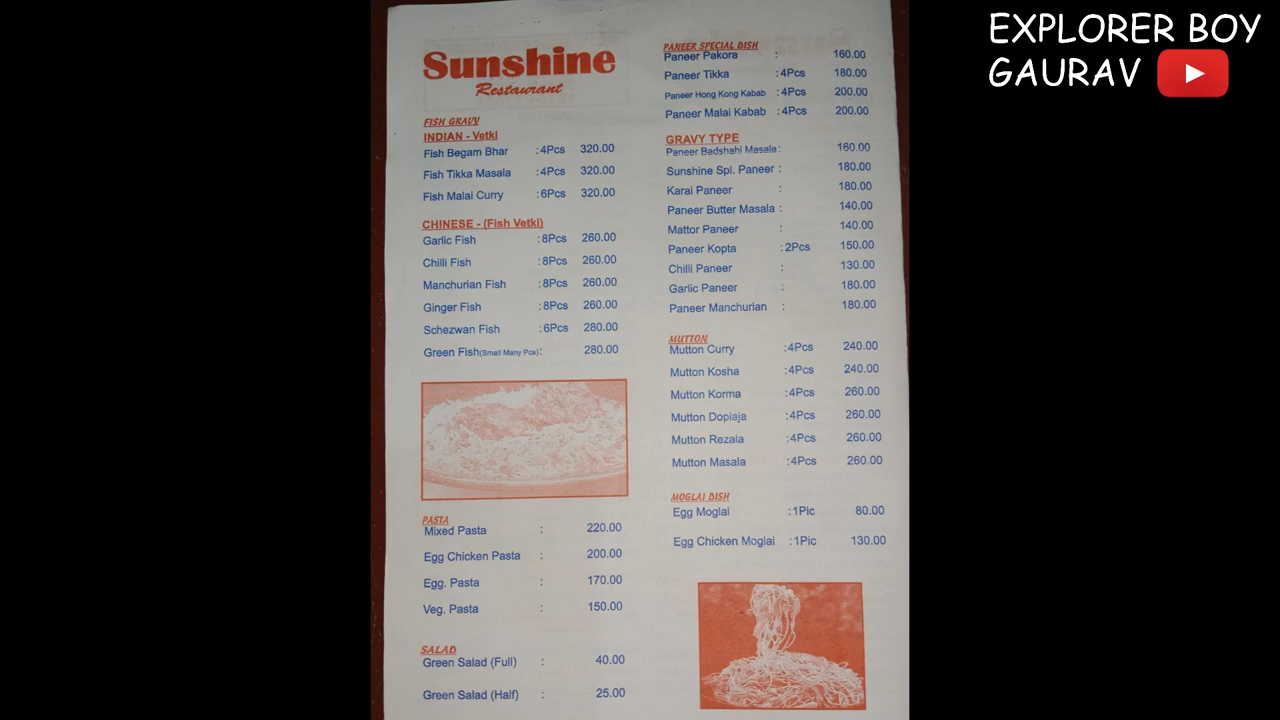 EXPLORER BOY
GAURAV
Sunshine
Restaurant
FISH GRAVY
INDIAN - Vetki
Fish Begam Bhar :4Pcs 320.00
Fish Tikka Masala :4Pcs 320.00
Fish Malai Curry :6Pcs 320.00
CHINESE - (Fish Vetki)
Garlic Fish :8Pcs 260.00
Chilli Fish :8Pcs 260.00
Manchurian Fish :8Pcs 260.00
Ginger Fish :8Pcs 260.00
Schezwan Fish :6Pcs 280.00
Green Fish(Small Many Pcs): 280.00
PASTA
Mixed Pasta : 220.00
Egg Chicken Pasta : 200.00
Egg. Pasta : 170.00
Veg. Pasta : 150.00
SALAD
Green Salad (Full) : 40.00
Green Salad (Half) : 25.00
PANEER SPECIAL DISH
Paneer Pakora : 160.00
Paneer Tikka :4Pcs 180.00
Paneer Hong Kong Kabab :4Pcs 200.00
Paneer Malai Kabab :4Pcs 200.00
GRAVY TYPE
Paneer Badshahi Masala: 160.00
Sunshine Spl. Paneer : 180.00
Karai Paneer : 180.00
Paneer Butter Masala : 140.00
Mattor Paneer : 140.00
Paneer Kopta :2Pcs 150.00
Chilli Paneer : 130.00
Garlic Paneer : 180.00
Paneer Manchurian : 180.00
MUTTON
Mutton Curry :4Pcs 240.00
Mutton Kosha :4Pcs 240.00
Mutton Korma :4Pcs 260.00
Mutton Dopiaja :4Pcs 260.00
Mutton Rezala :4Pcs 260.00
Mutton Masala :4Pcs 260.00
MOGLAI DISH
Egg Moglai :1Pic 80.00
Egg Chicken Moglai :1Pic 130.00